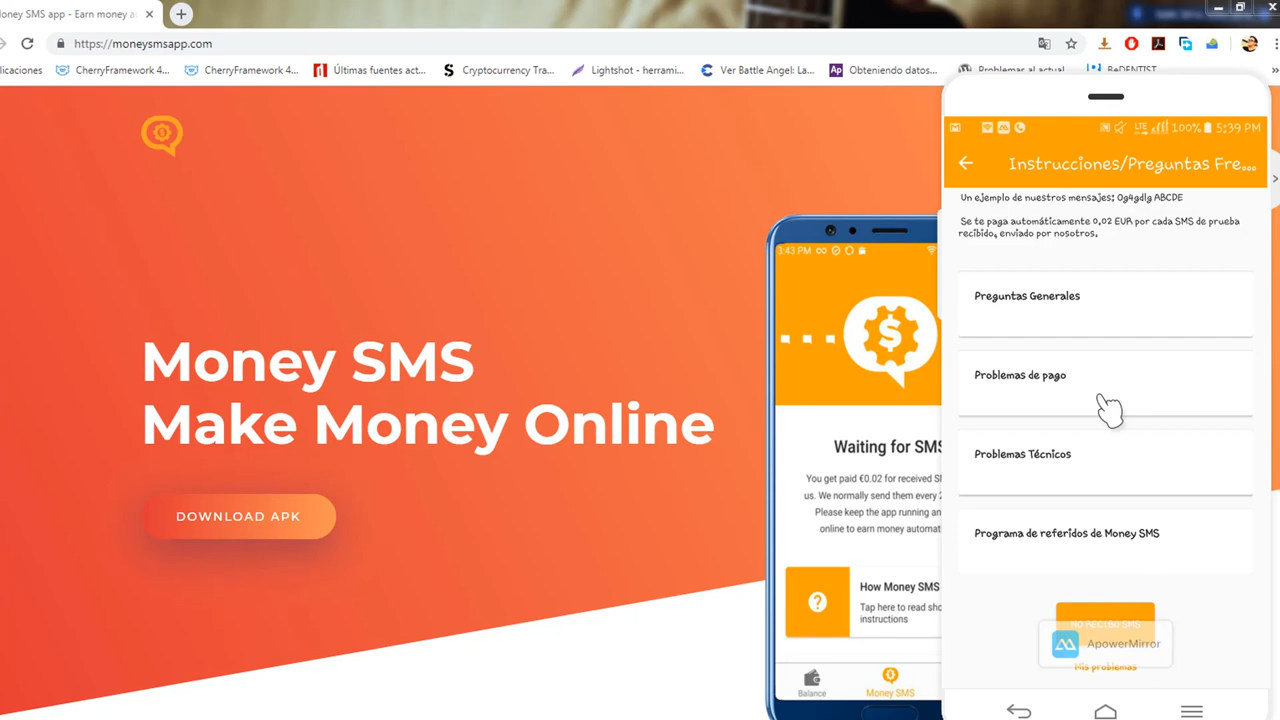 oney SMS app - Earn money a
https://moneysmsapp.com
licaciones
CherryFramework 4...
CherryFramework 4...
Últimas fuentes act...
Cryptocurrency Tra...
Lightshot - herrami...
Ver Battle Angel: La...
Obteniendo datos...
Problemas al actual
BeDENTIST
Money SMS
Make Money Online
DOWNLOAD APK
3:43 PM
Waiting for SMS
You get paid €0.02 for received S
us. We normally send them every 2
Please keep the app running an
online to earn money automat
How Money SMS
Tap here to read sho
instructions
Balance
Money SMS
LTE 100% 5:39 PM
Instrucciones/Preguntas Fre...
Un ejemplo de nuestros mensajes: 0g4gdlg ABCDE
Se te paga automáticamente 0.02 EUR por cada SMS de prueba
recibido, enviado por nosotros.
Preguntas Generales
Problemas de pago
Problemas Técnicos
Programa de referidos de Money SMS
NO RECIBO SMS
ApowerMirror
Mis problemas